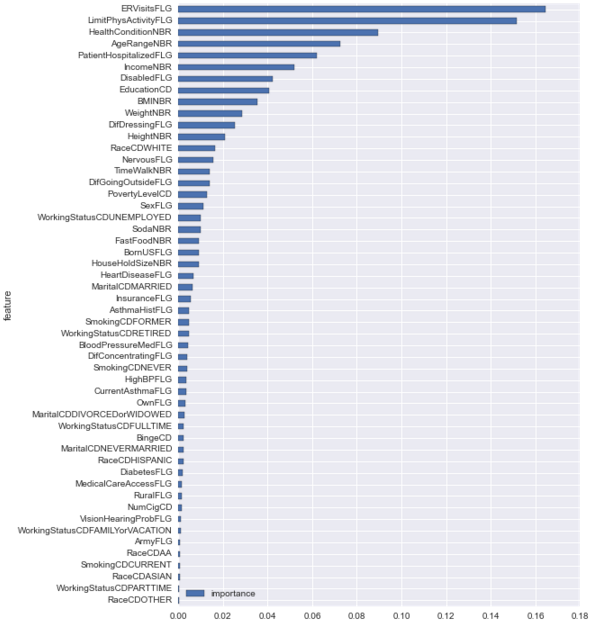 ERVisitsFLG
LimitPhysActivityFLG
HealthConditionNBR
AgeRangeNBR
PatientHospitalizedFLG
IncomeNBR
DisabledFLG
EducationCD
BMINBR
WeightNBR
DifDressingFLG
HeightNBR
RaceCDWHITE
NervousFLG
TimeWalkNBR
DifGoingOutsideFLG
PovertyLevelCD
SexFLG
WorkingStatusCDUNEMPLOYED
SodaNBR
FastFoodNBR
BornUSFLG
HouseHoldSizeNBR
HeartDiseaseFLG
MaritalCDMARRIED
InsuranceFLG
AsthmaHistFLG
SmokingCDFORMER
WorkingStatusCDRETIRED
BloodPressureMedFLG
DifConcentratingFLG
SmokingCDNEVER
HighBPFLG
CurrentAsthmaFLG
OwnFLG
MaritalCDDIVORCEDorWIDOWED
WorkingStatusCDFULLTIME
BingeCD
MaritalCDNEVERMARRIED
RaceCDHISPANIC
DiabetesFLG
MedicalCareAccessFLG
RuralFLG
NumCigCD
VisionHearingProbFLG
WorkingStatusCDFAMILYorVACATION
ArmyFLG
RaceCDAA
SmokingCDCURRENT
RaceCDASIAN
WorkingStatusCDPARTTIME
RaceCDOTHER
feature
importance
0.00 0.02 0.04 0.06 0.08 0.10 0.12 0.14 0.16 0.18